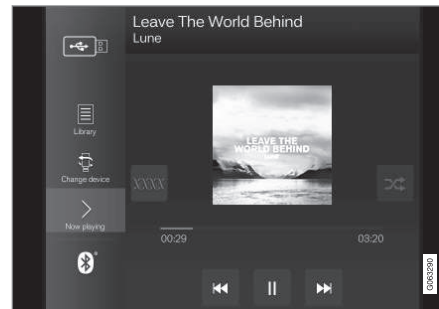 Leave The World Behind
Lune
Library
Change device
Now playing
LEAVE THE
WORLD BEHIND
LUNE
XXXX
00:29
03:20
G063290